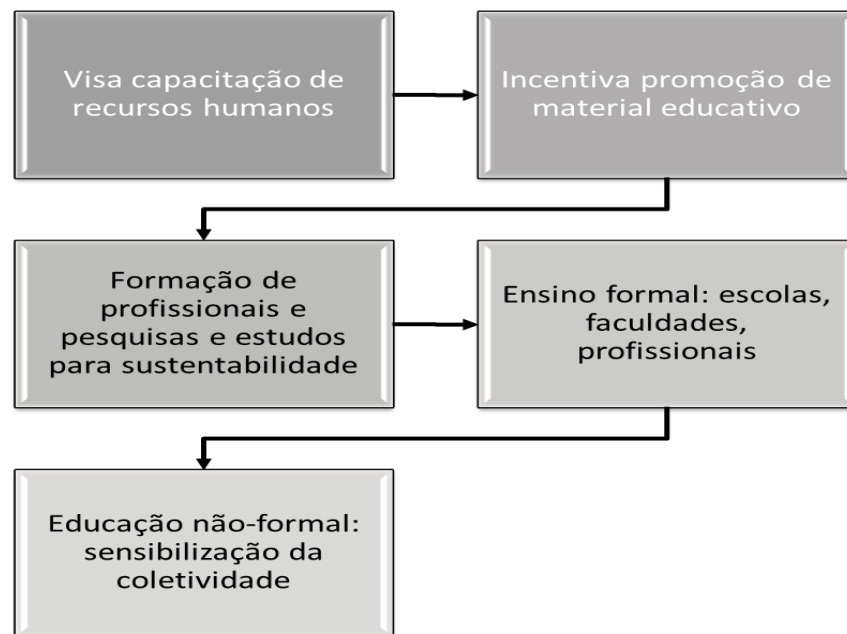 Visa capacitação de
recursos humanos
Incentiva promoção de
material educativo
Formação de
profissionais e
pesquisas e estudos
para sustentabilidade
Ensino formal: escolas,
faculdades,
profissionais
Educação não-formal:
sensibilização da
coletividade